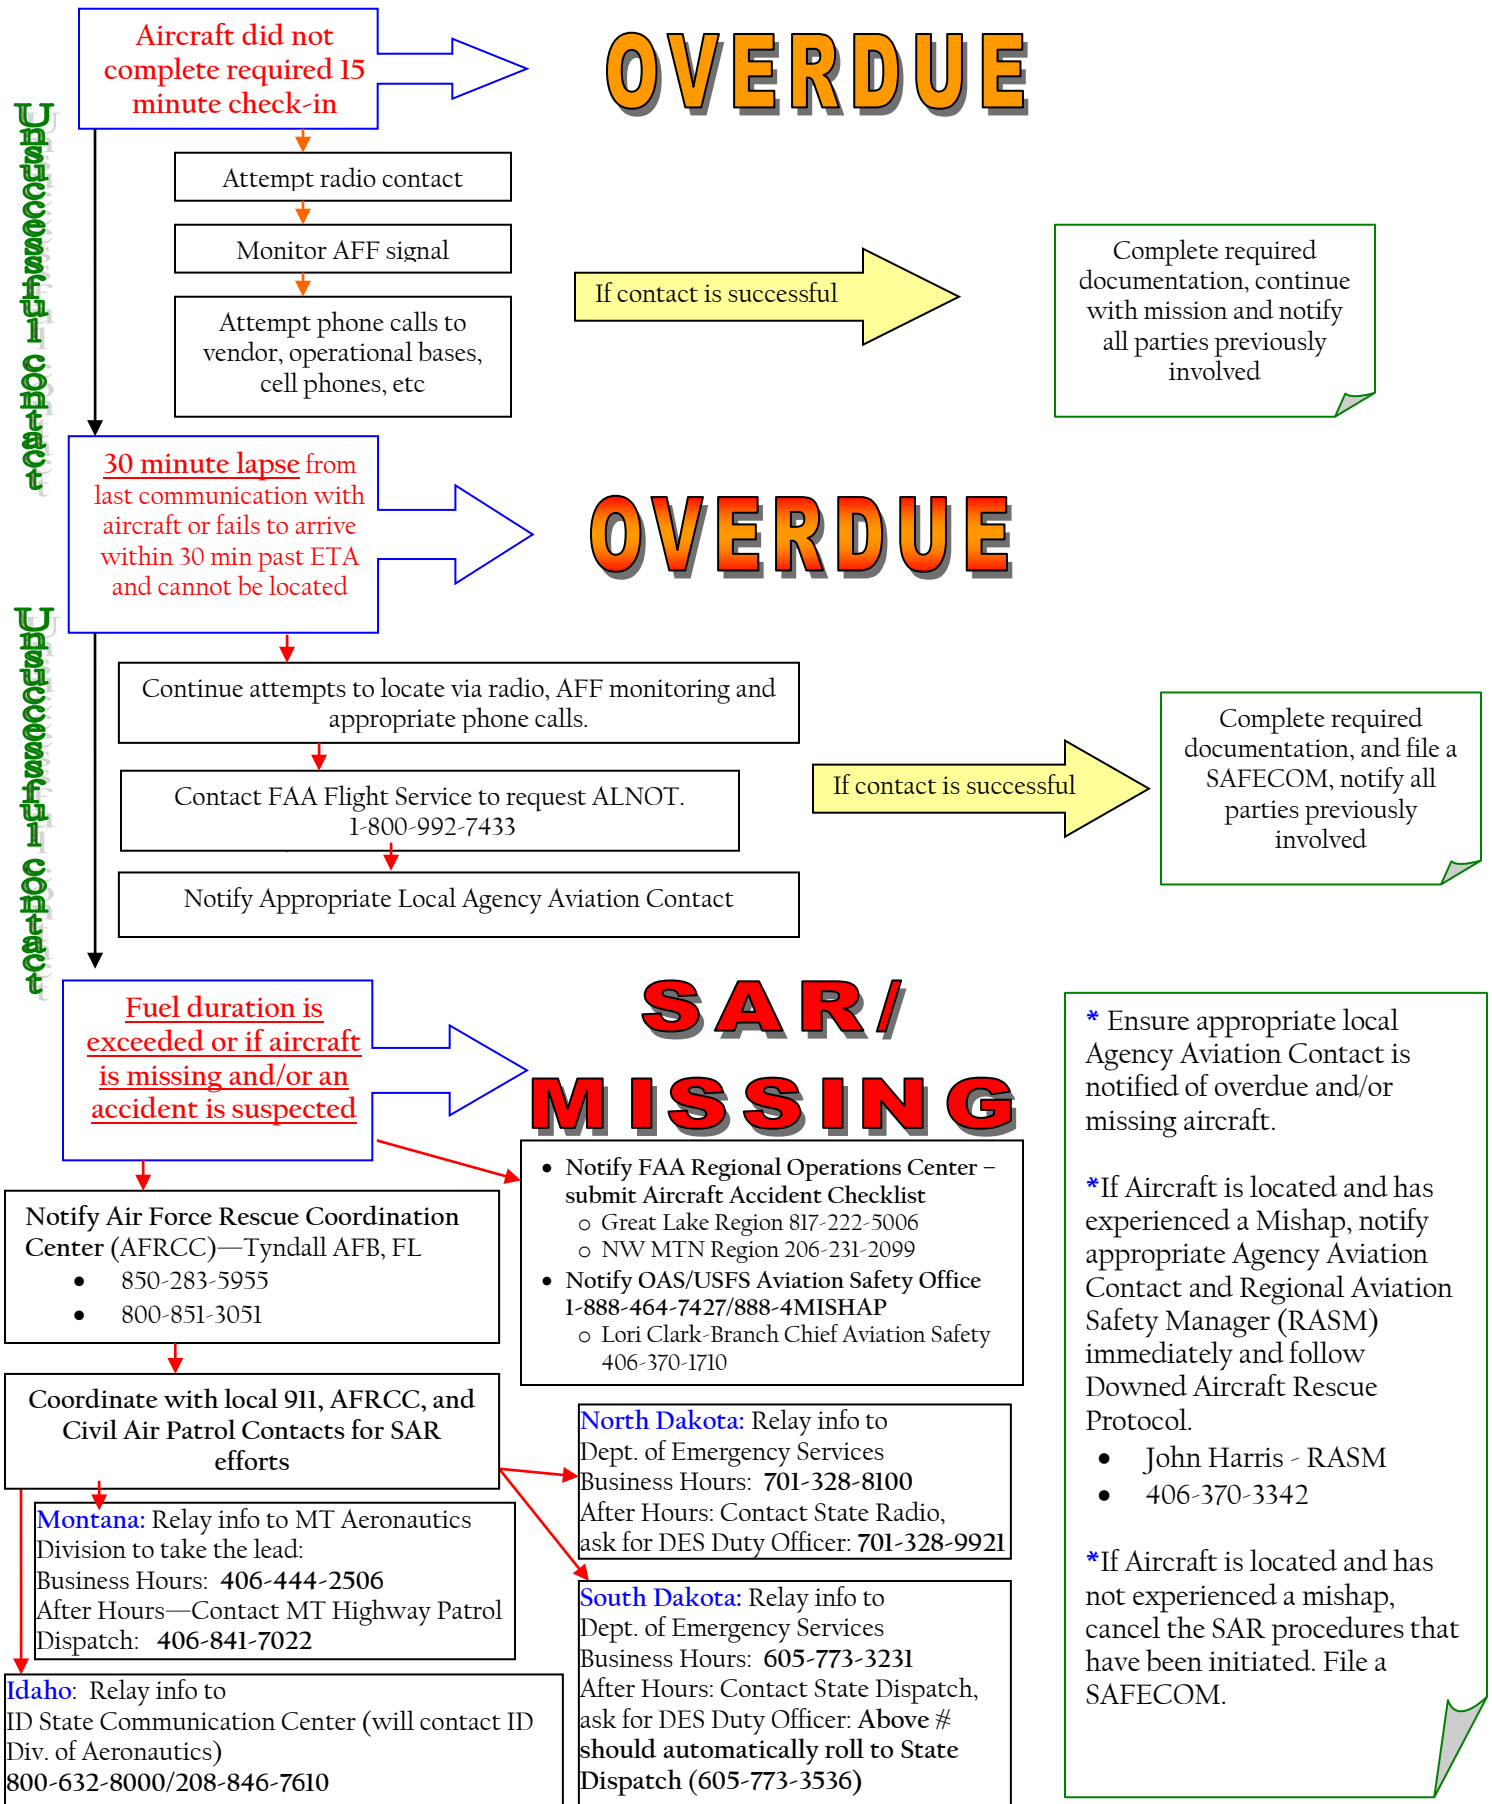 Aircraft did not
complete required 15
minute check-in
OVERDUE
Unsuccessful contact
Attempt radio contact
Monitor AFF signal
Attempt phone calls to
vendor, operational bases,
cell phones, etc
If contact is successful
Complete required
documentation, continue
with mission and notify
all parties previously
involved
30 minute lapse from
last communication with
aircraft or fails to arrive
within 30 min past ETA
and cannot be located
OVERDUE
Unsuccessful contact
Continue attempts to locate via radio, AFF monitoring and
appropriate phone calls.
Contact FAA Flight Service to request ALNOT.
1-800-992-7433
Notify Appropriate Local Agency Aviation Contact
If contact is successful
Complete required
documentation, and file a
SAFECOM, notify all
parties previously
involved
Fuel duration is
exceeded or if aircraft
is missing and/or an
accident is suspected
SAR/
MISSING
• Notify FAA Regional Operations Center –
submit Aircraft Accident Checklist
o Great Lake Region 817-222-5006
o NW MTN Region 206-231-2099
• Notify OAS/USFS Aviation Safety Office
1-888-464-7427/888-4MISHAP
o Lori Clark-Branch Chief Aviation Safety
406-370-1710
Notify Air Force Rescue Coordination
Center (AFRCC)—Tyndall AFB, FL
• 850-283-5955
• 800-851-3051
Coordinate with local 911, AFRCC, and
Civil Air Patrol Contacts for SAR
efforts
Montana: Relay info to MT Aeronautics
Division to take the lead:
Business Hours: 406-444-2506
After Hours—Contact MT Highway Patrol
Dispatch: 406-841-7022
Idaho: Relay info to
ID State Communication Center (will contact ID
Div. of Aeronautics)
800-632-8000/208-846-7610
North Dakota: Relay info to
Dept. of Emergency Services
Business Hours: 701-328-8100
After Hours: Contact State Radio,
ask for DES Duty Officer: 701-328-9921
South Dakota: Relay info to
Dept. of Emergency Services
Business Hours: 605-773-3231
After Hours: Contact State Dispatch,
ask for DES Duty Officer: Above #
should automatically roll to State
Dispatch (605-773-3536)
* Ensure appropriate local
Agency Aviation Contact is
notified of overdue and/or
missing aircraft.
*If Aircraft is located and has
experienced a Mishap, notify
appropriate Agency Aviation
Contact and Regional Aviation
Safety Manager (RASM)
immediately and follow
Downed Aircraft Rescue
Protocol.
• John Harris - RASM
• 406-370-3342
*If Aircraft is located and has
not experienced a mishap,
cancel the SAR procedures that
have been initiated. File a
SAFECOM.